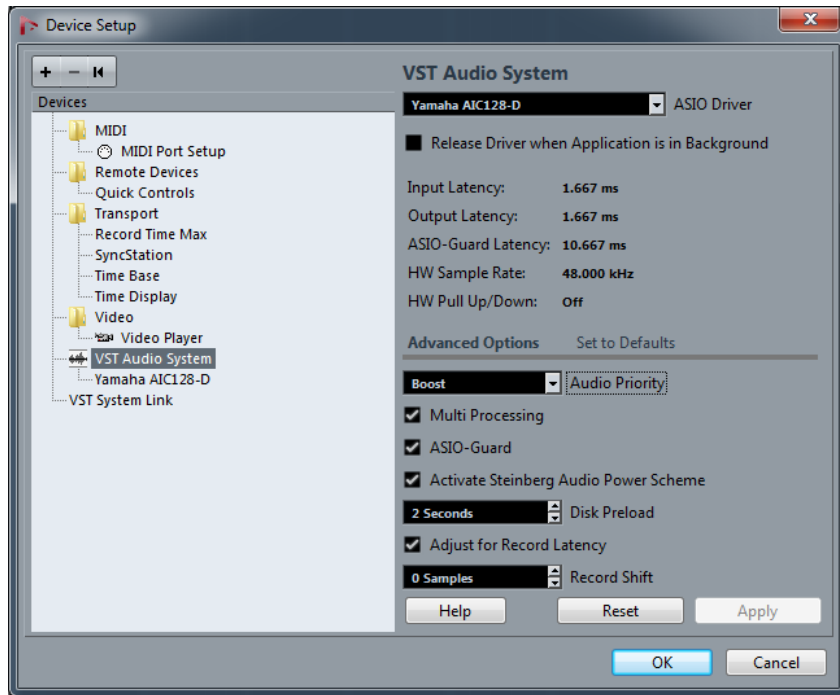 Device Setup
Devices
MIDI
MIDI Port Setup
Remote Devices
Quick Controls
Transport
Record Time Max
SyncStation
Time Base
Time Display
Video
Video Player
VST Audio System
Yamaha AIC128-D
VST System Link
VST Audio System
Yamaha AIC128-D ASIO Driver
Release Driver when Application is in Background
Input Latency: 1.667 ms
Output Latency: 1.667 ms
ASIO-Guard Latency: 10.667 ms
HW Sample Rate: 48.000 kHz
HW Pull Up/Down: Off
Advanced Options Set to Defaults
Boost Audio Priority
Multi Processing
ASIO-Guard
Activate Steinberg Audio Power Scheme
2 Seconds Disk Preload
Adjust for Record Latency
0 Samples Record Shift
Help Reset Apply
OK Cancel